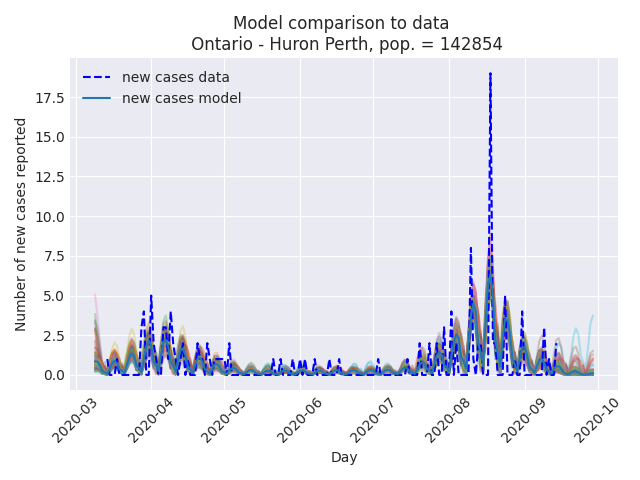 Model comparison to data
Ontario - Huron Perth, pop. = 142854
new cases data
new cases model
Number of new cases reported
17.5
15.0
12.5
10.0
7.5
5.0
2.5
0.0
2020-03
2020-04
2020-05
2020-06
2020-07
2020-08
2020-09
2020-10
Day